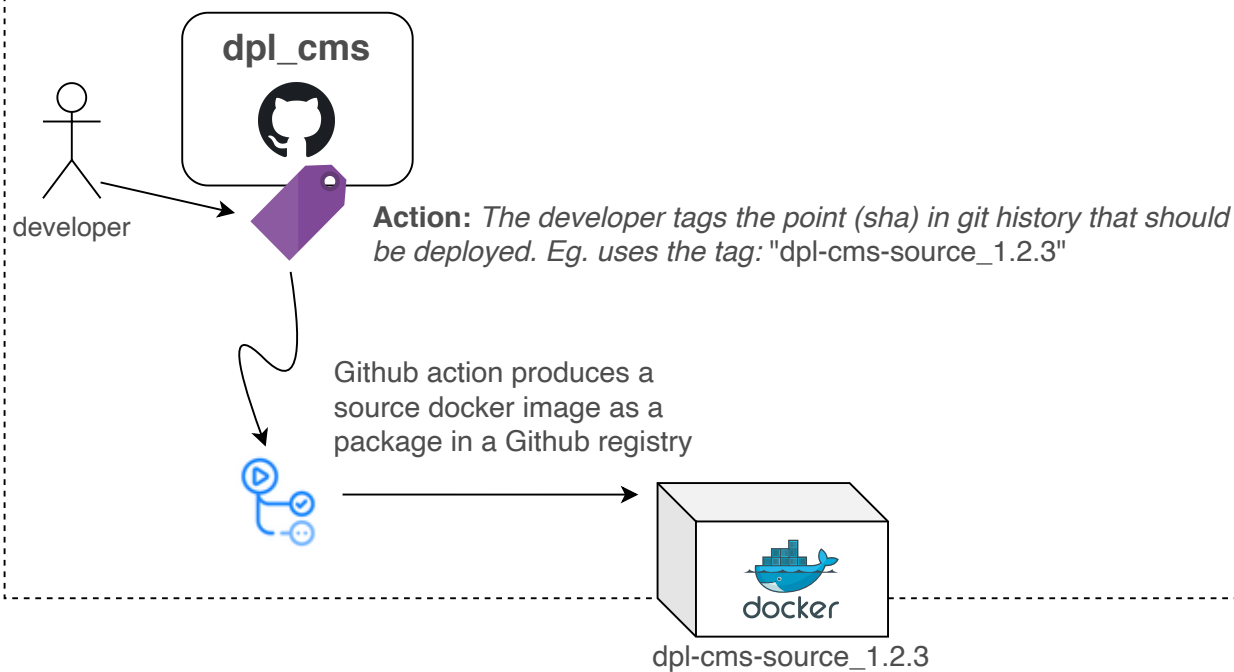 dpl_cms
developer
Action: The developer tags the point (sha) in git history that should
be deployed. Eg. uses the tag: "dpl-cms-source_1.2.3"
Github action produces a
source docker image as a
package in a Github registry
docker
dpl-cms-source_1.2.3